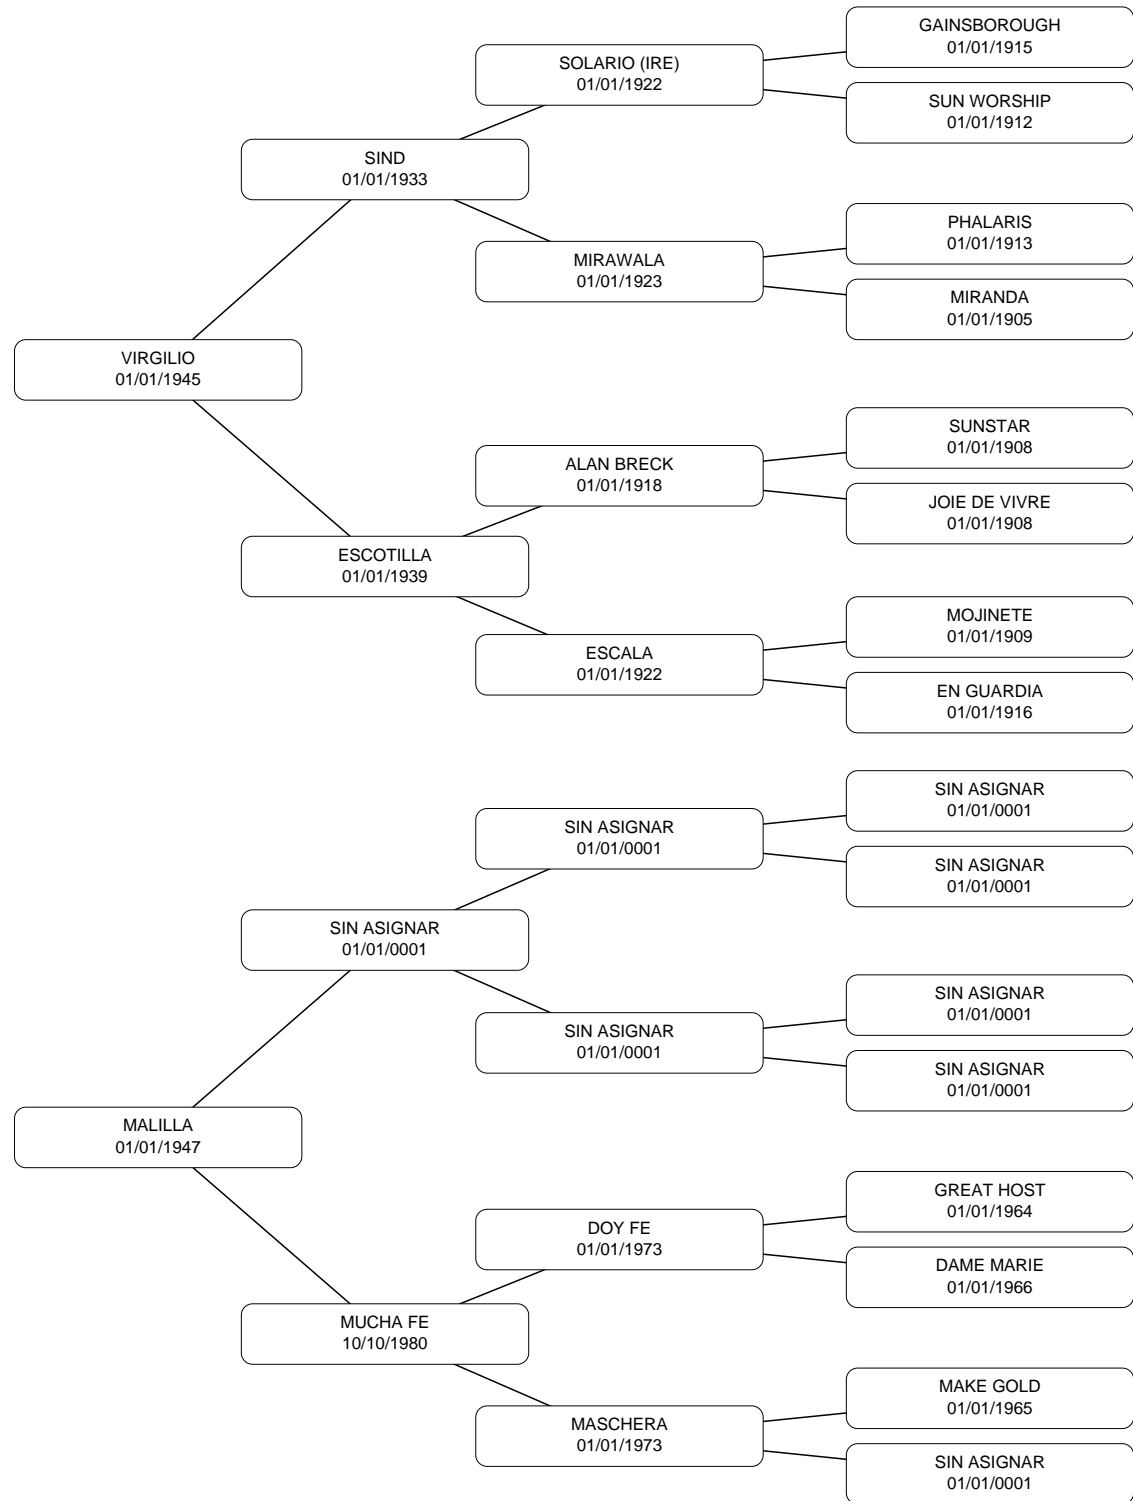 GAINSBOROUGH
01/01/1915
SOLARIO (IRE)
01/01/1922
SUN WORSHIP
01/01/1912
SIND
01/01/1933
PHALARIS
01/01/1913
MIRAWALA
01/01/1923
MIRANDA
01/01/1905
VIRGILIO
01/01/1945
SUNSTAR
01/01/1908
ALAN BRECK
01/01/1918
JOIE DE VIVRE
01/01/1908
ESCOTILLA
01/01/1939
MOJINETE
01/01/1909
ESCALA
01/01/1922
EN GUARDIA
01/01/1916
SIN ASIGNAR
01/01/0001
SIN ASIGNAR
01/01/0001
SIN ASIGNAR
01/01/0001
SIN ASIGNAR
01/01/0001
SIN ASIGNAR
01/01/0001
SIN ASIGNAR
01/01/0001
SIN ASIGNAR
01/01/0001
MALILLA
01/01/1947
GREAT HOST
01/01/1964
DOY FE
01/01/1973
DAME MARIE
01/01/1966
MUCHA FE
10/10/1980
MAKE GOLD
01/01/1965
MASCHERA
01/01/1973
SIN ASIGNAR
01/01/0001